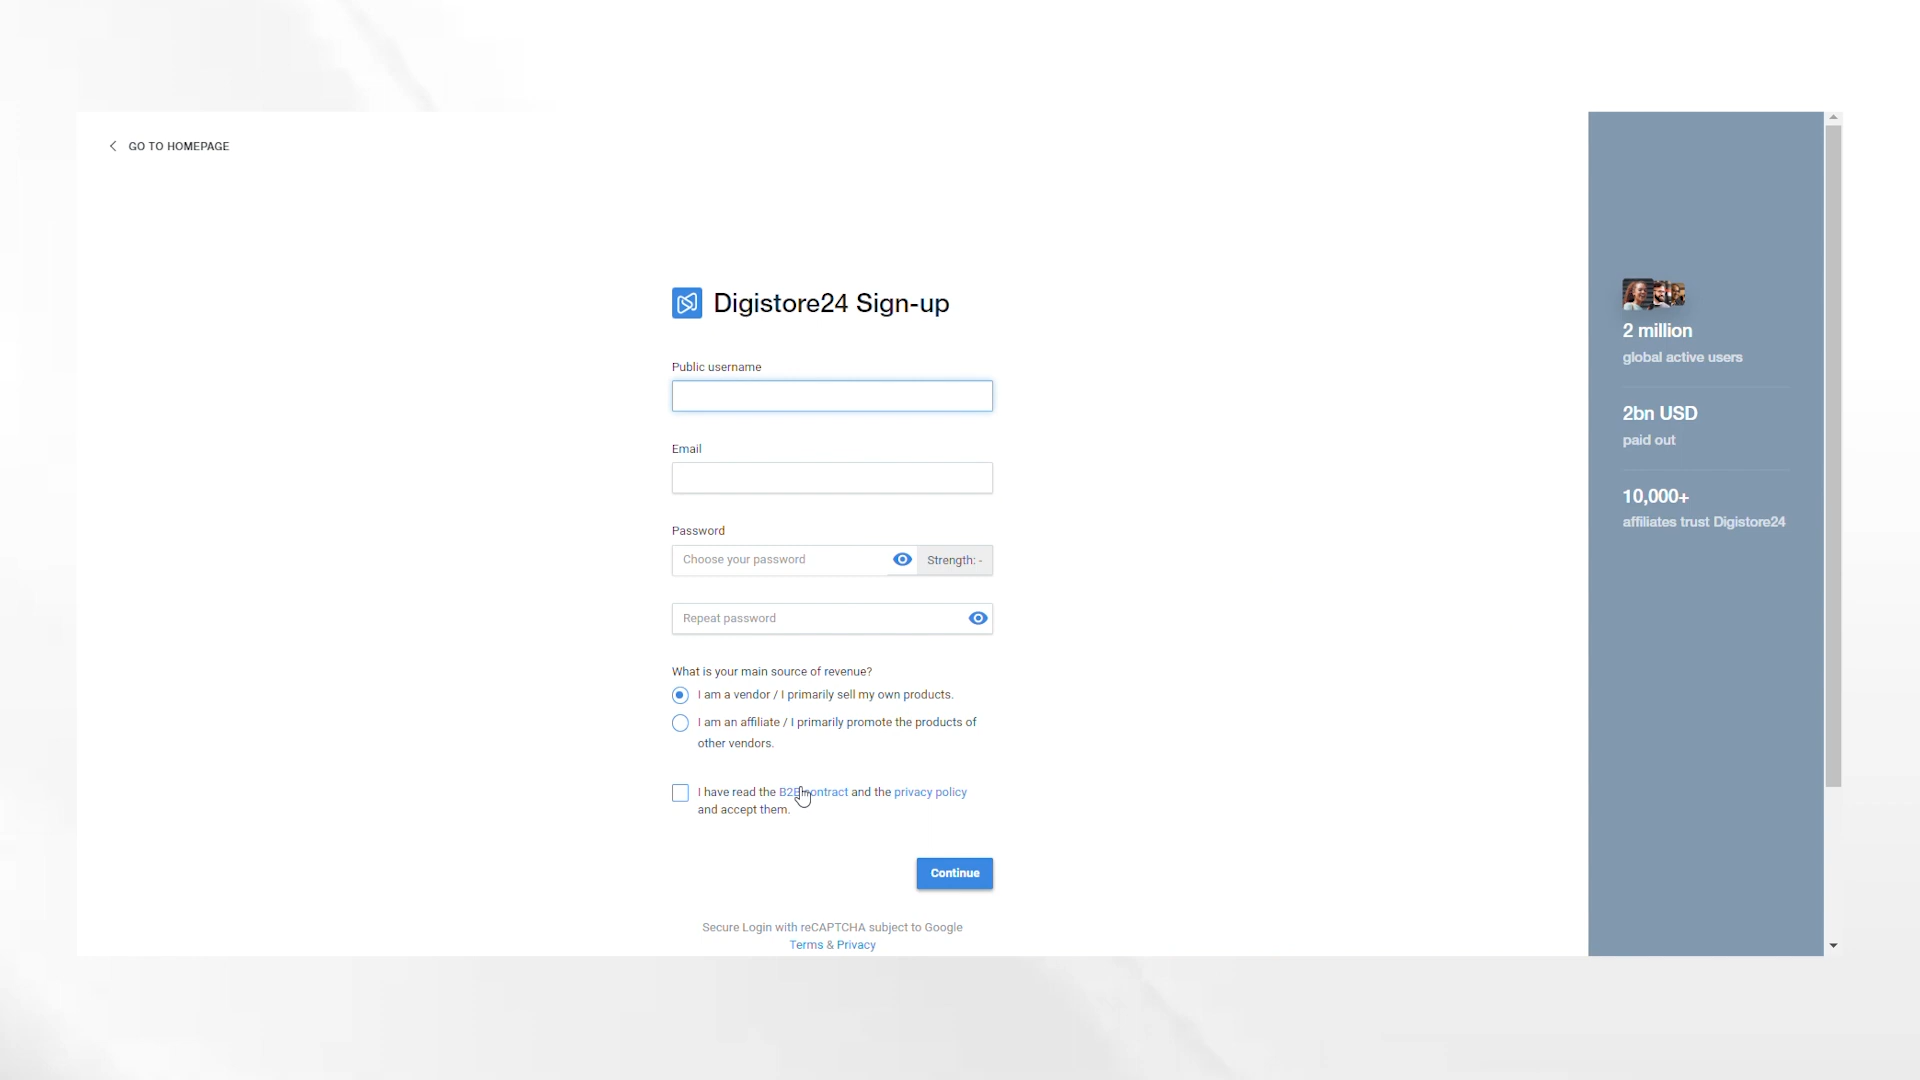 GO TO HOMEPAGE
Digistore24 Sign-up
Public username
Email
Password
Choose your password
Strength: -
Repeat password
What is your main source of revenue?
I am a vendor / I primarily sell my own products.
I am an affiliate / I primarily promote the products of
other vendors.
I have read the B2B contract and the privacy policy
and accept them.
Continue
Secure Login with reCAPTCHA subject to Google
Terms & Privacy
2 million
global active users
2bn USD
paid out
10,000+
affiliates trust Digistore24